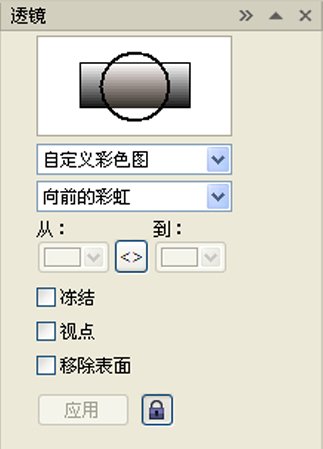 透镜
自定义彩色图
向前的彩虹
从： 到：
<>
冻结
视点
移除表面
应用